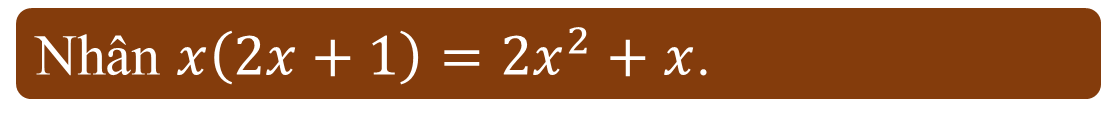 Nhân x(2x + 1) = 2x² + x.